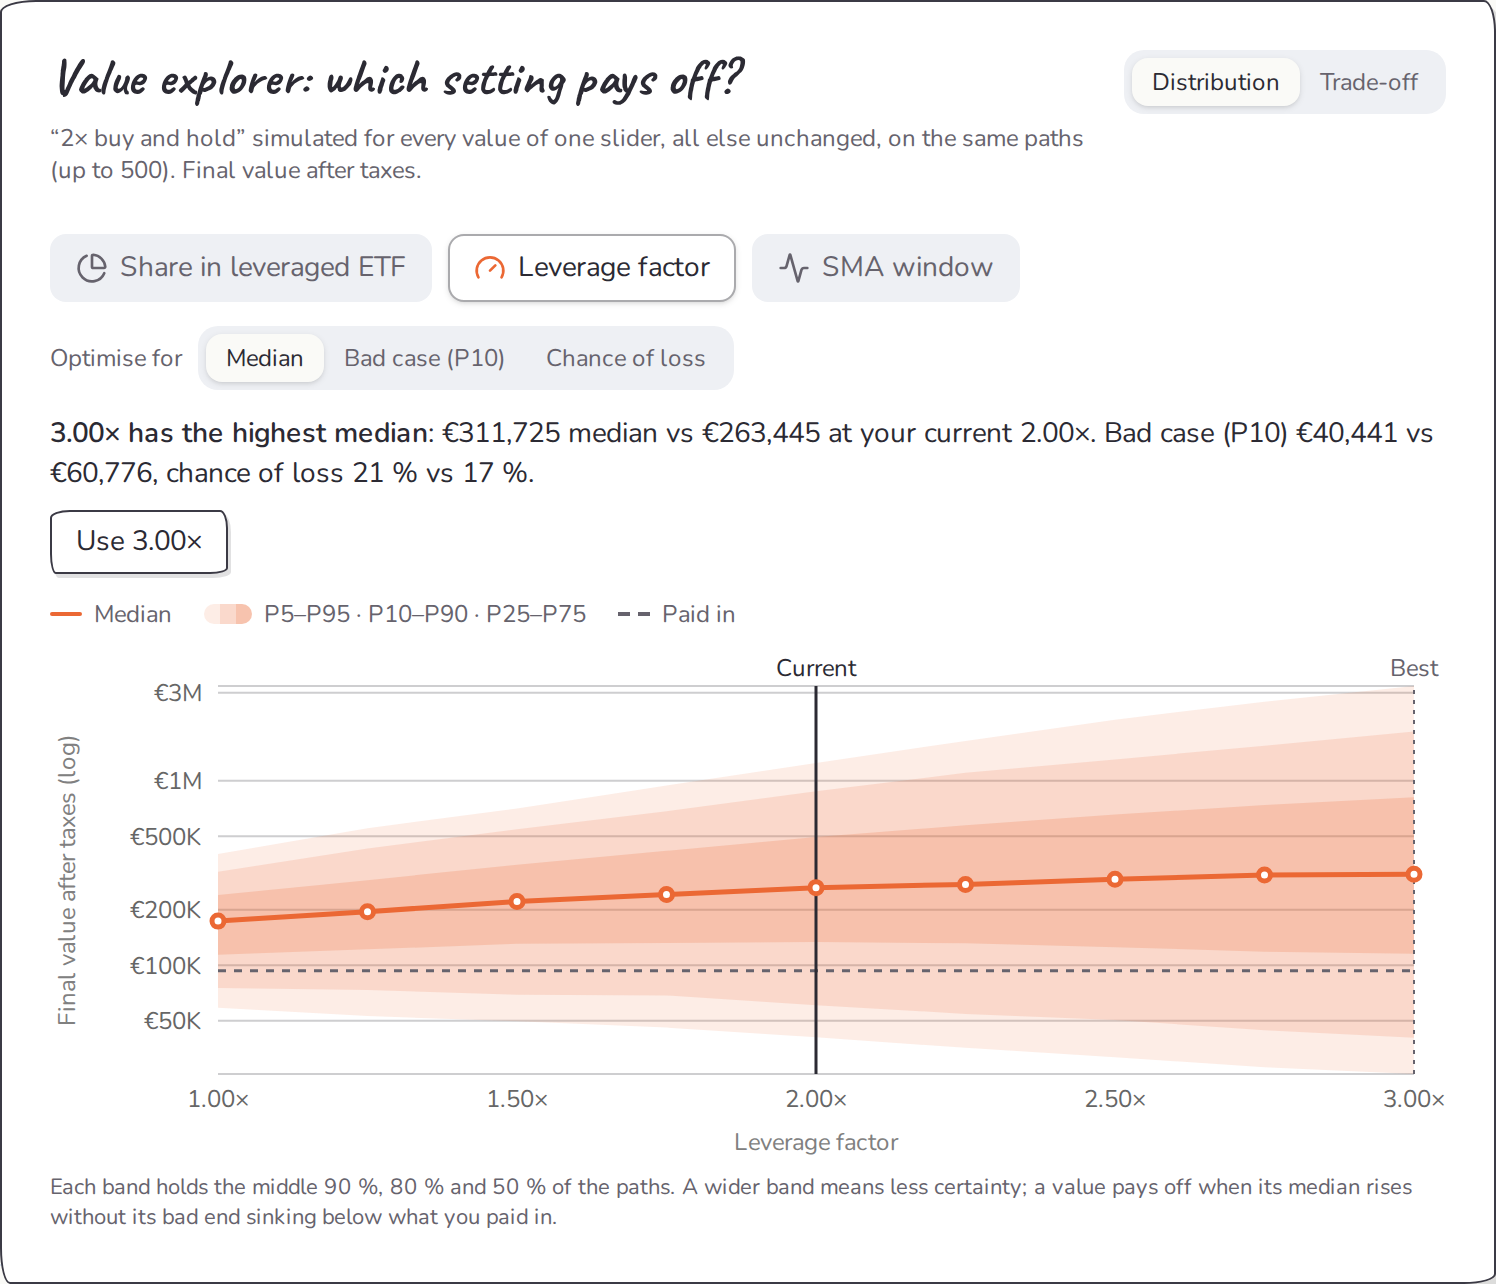 Value explorer: which setting pays off?
Distribution
Trade-off
“2× buy and hold” simulated for every value of one slider, all else unchanged, on the same paths
(up to 500). Final value after taxes.
Share in leveraged ETF
Leverage factor
SMA window
Optimise for
Median
Bad case (P10)
Chance of loss
3.00× has the highest median: €311,725 median vs €263,445 at your current 2.00×. Bad case (P10) €40,441 vs
€60,776, chance of loss 21 % vs 17 %.
Use 3.00×
Median
P5–P95 · P10–P90 · P25–P75
Paid in
Current
Best
€3M
€1M
€500K
€200K
€100K
€50K
Final value after taxes (log)
1.00×
1.50×
2.00×
2.50×
3.00×
Leverage factor
Each band holds the middle 90 %, 80 % and 50 % of the paths. A wider band means less certainty; a value pays off when its median rises
without its bad end sinking below what you paid in.